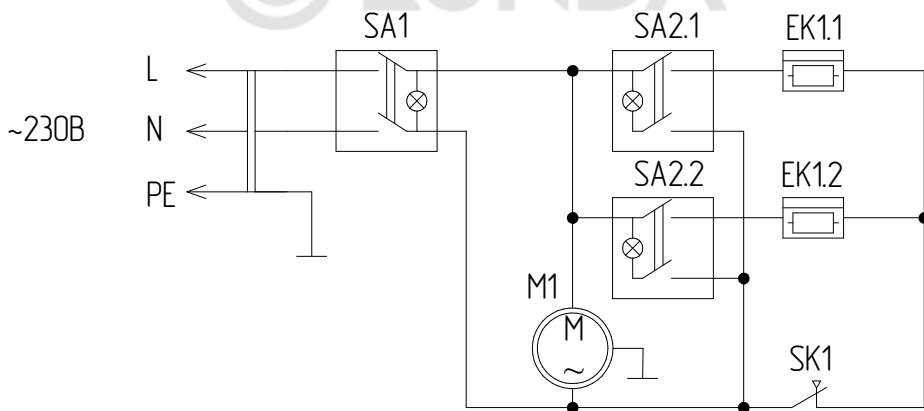 SA1 SA2.1 EK1.1
L
~230В N
PE
SA2.2 EK1.2
M1
M
~
SK1